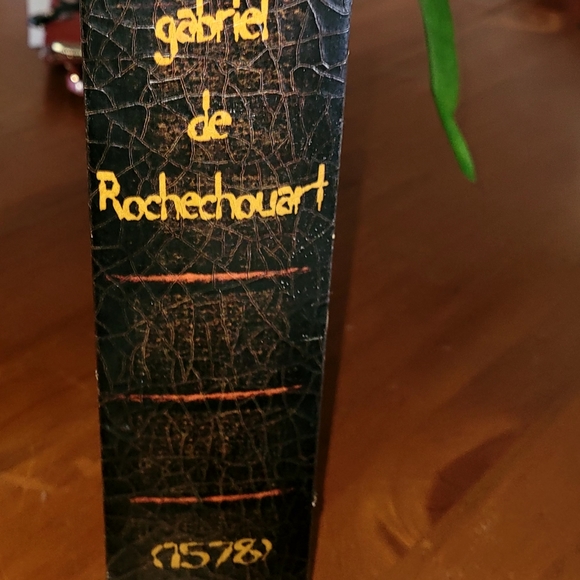 gabriel
de
Rochechouart
(1578)